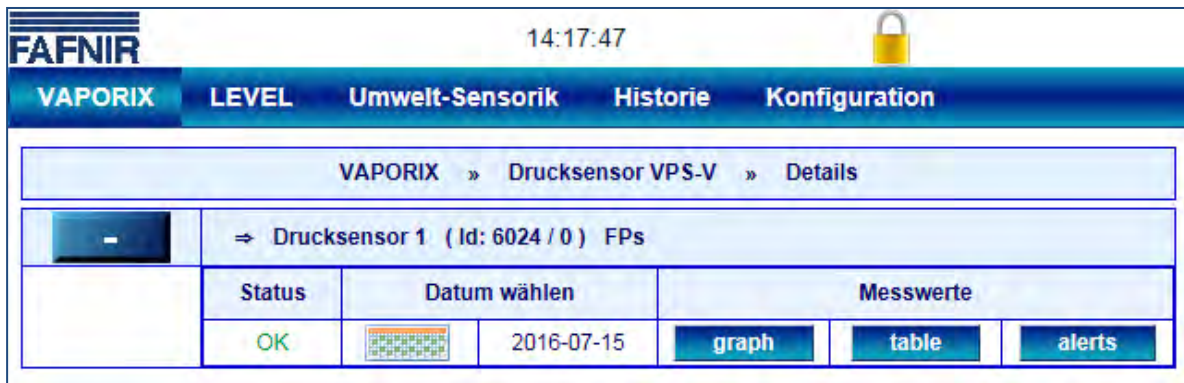 FAFNIR
14:17:47
VAPORIX LEVEL Umwelt-Sensorik Historie Konfiguration
VAPORIX » Drucksensor VPS-V » Details
- ⇒ Drucksensor 1 ( Id: 6024 / 0 ) FPs
Status Datum wählen Messwerte
OK 2016-07-15 graph table alerts